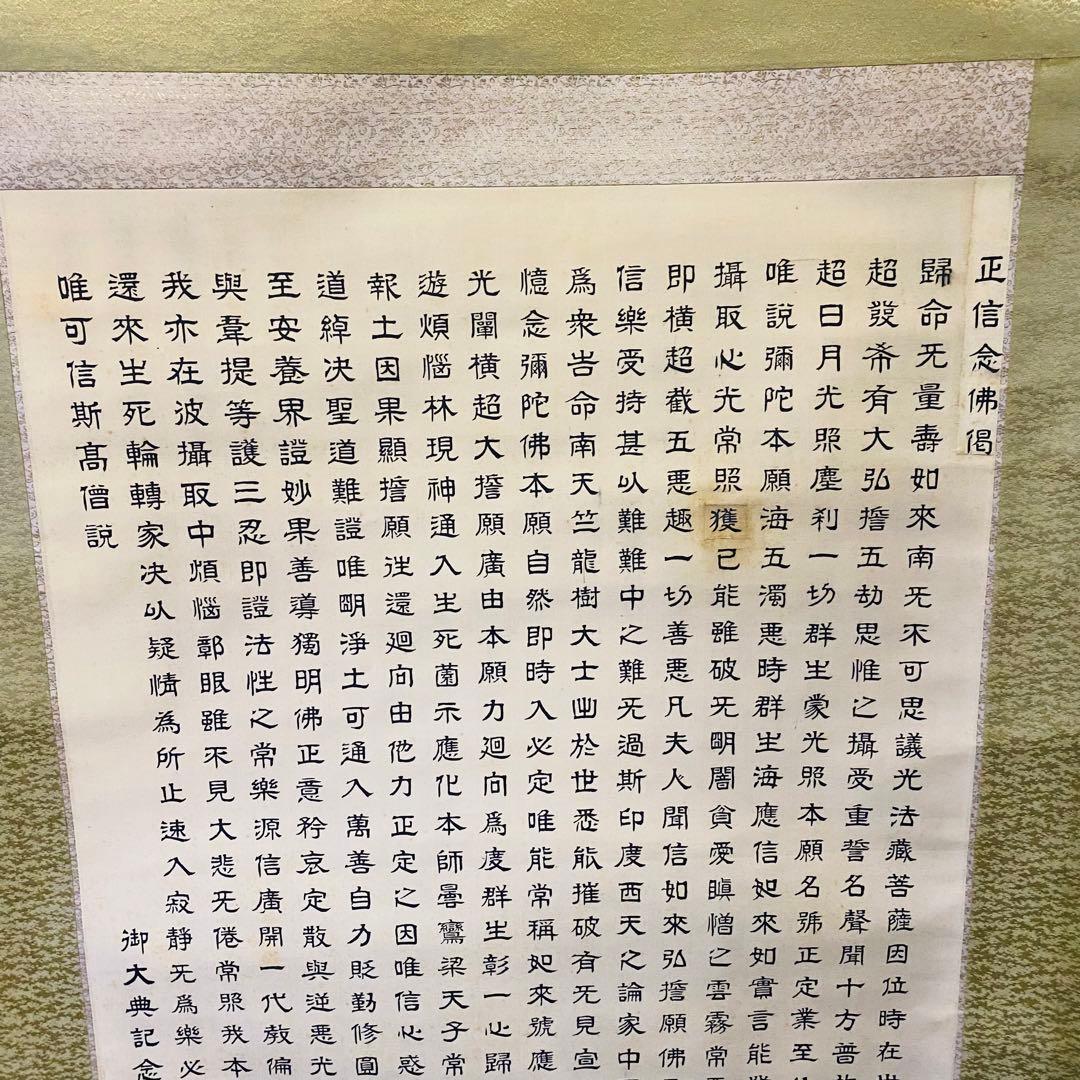 正信念佛偈
歸命旡量壽如來南旡不可思議光法藏菩薩因位時在
超發希有大弘誓五劫思惟之攝受重誓名聲聞十方普
超日月光照塵刹一切群生蒙光照本願名號正定業至
唯說彌陀本願海五濁惡時群生海應信如來如實言能
攝取心光常照獲已能雖破旡明闇貪愛瞋憎之雲霧常
即橫超截五惡趣一切善惡凡夫人聞信如來弘誓願佛
信樂受持甚以難難中之難旡過斯印度西天之論家中
爲衆告命南天竺龍樹大士出於世悉能摧破有旡見宣
憶念彌陀佛本願自然即時入必定唯能常稱如來號應
光闡橫超大誓願廣由本願力廻向爲度群生彰一心歸
遊煩惱林現神通入生死薗示應化本師曇鸞梁天子常
報土因果顯誓願往還廻向由他力正定之因唯信心惑
道綽决聖道難證唯明淨土可通入萬善自力貶勤修圓
至安養界證妙果善導獨明佛正意矜哀定散與逆惡光
與韋提等護三忍即證法性之常樂源信廣開一代教偏
我亦在彼攝取中煩惱鄣眼雖不見大悲旡倦常照我本
還來生死輪轉家决以疑情爲所止速入寂靜旡爲樂必
唯可信斯高僧說
御大典記念